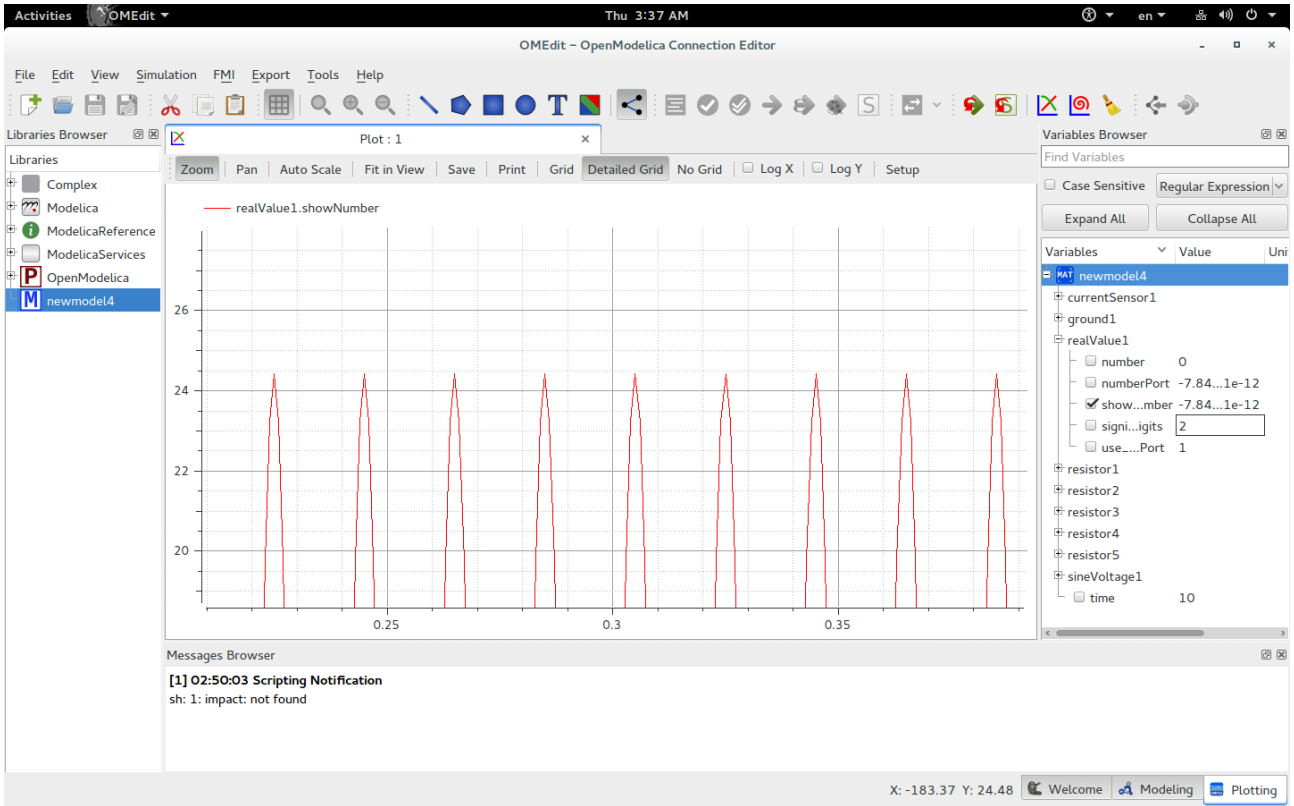 Activities OMEdit Thu 3:37 AM en
OMEdit – OpenModelica Connection Editor
File Edit View Simulation FMI Export Tools Help
T S S
Libraries Browser
Libraries
Complex
Modelica
ModelicaReference
ModelicaServices
P OpenModelica
M newmodel4
Plot : 1
Zoom Pan Auto Scale Fit in View Save Print Grid Detailed Grid No Grid Log X Log Y Setup
realValue1.showNumber
26
24
22
20
0.25 0.3 0.35
Variables Browser
Find Variables
Case Sensitive Regular Expression
Expand All Collapse All
Variables Value Uni
MAT newmodel4
currentSensor1
ground1
realValue1
number 0
numberPort -7.84...1e-12
show...mber -7.84...1e-12
signi...igits 2
use_...Port 1
resistor1
resistor2
resistor3
resistor4
resistor5
sineVoltage1
time 10
Messages Browser
[1] 02:50:03 Scripting Notification
sh: 1: impact: not found
X: -183.37 Y: 24.48 Welcome Modeling Plotting